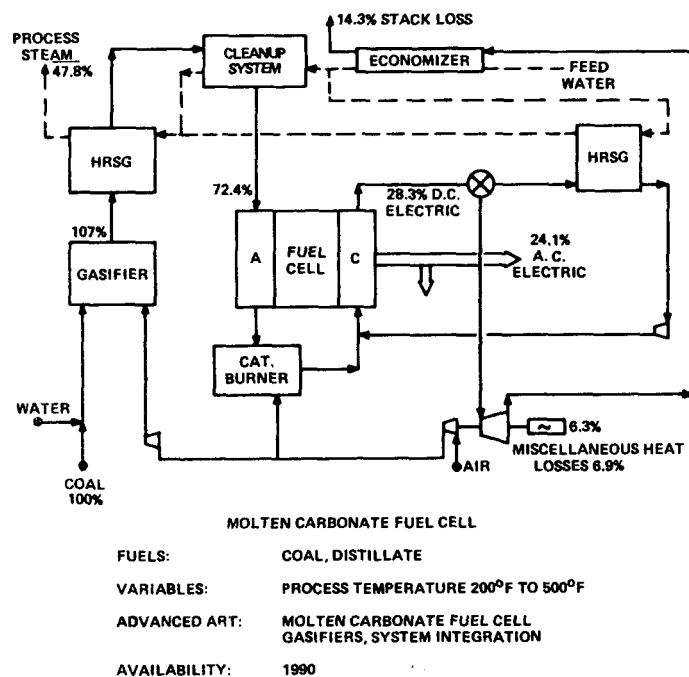 14.3% STACK LOSS
PROCESS
STEAM
47.8%
CLEANUP
SYSTEM
ECONOMIZER
FEED
WATER
HRSG
HRSG
72.4%
28.3% D.C.
ELECTRIC
107%
GASIFIER
A
FUEL
CELL
C
24.1%
A. C.
ELECTRIC
CAT.
BURNER
WATER
COAL
100%
AIR
~
6.3%
MISCELLANEOUS HEAT
LOSSES 6.9%
MOLTEN CARBONATE FUEL CELL
FUELS: COAL, DISTILLATE
VARIABLES: PROCESS TEMPERATURE 200°F TO 500°F
ADVANCED ART: MOLTEN CARBONATE FUEL CELL
GASIFIERS, SYSTEM INTEGRATION
AVAILABILITY: 1990